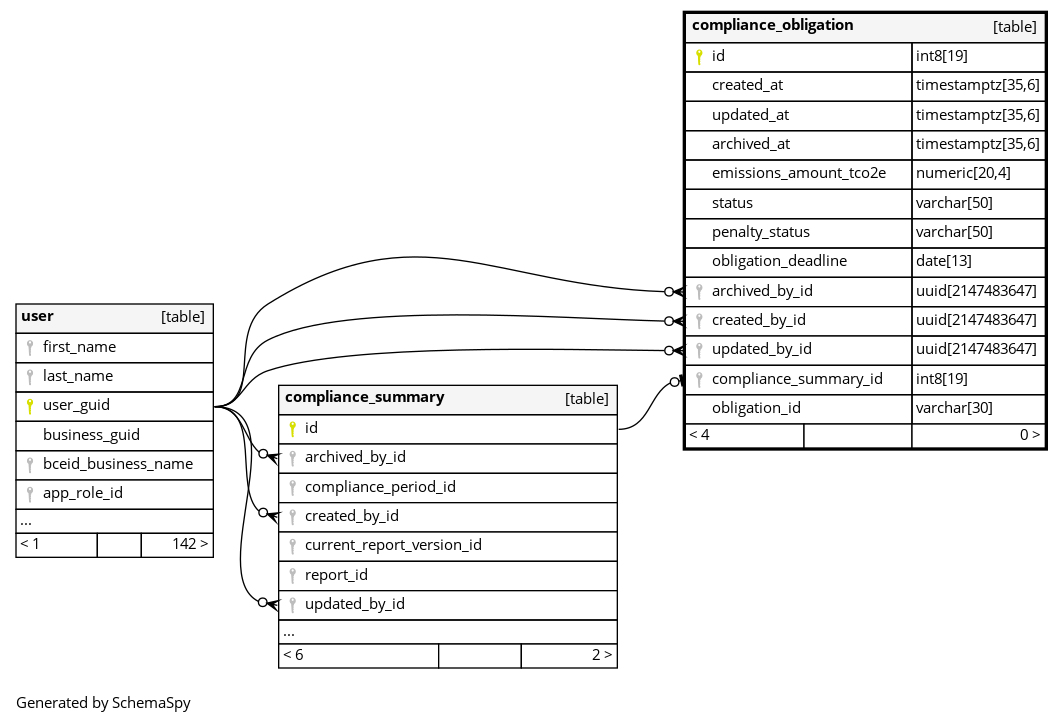 compliance_obligation [table]
id int8[19]
created_at timestamptz[35,6]
updated_at timestamptz[35,6]
archived_at timestamptz[35,6]
emissions_amount_tco2e numeric[20,4]
status varchar[50]
penalty_status varchar[50]
obligation_deadline date[13]
archived_by_id uuid[2147483647]
created_by_id uuid[2147483647]
updated_by_id uuid[2147483647]
compliance_summary_id int8[19]
obligation_id varchar[30]
< 4 0 >
user [table]
first_name
last_name
user_guid
business_guid
bceid_business_name
app_role_id
...
< 1 142 >
compliance_summary [table]
id
archived_by_id
compliance_period_id
created_by_id
current_report_version_id
report_id
updated_by_id
...
< 6 2 >
Generated by SchemaSpy